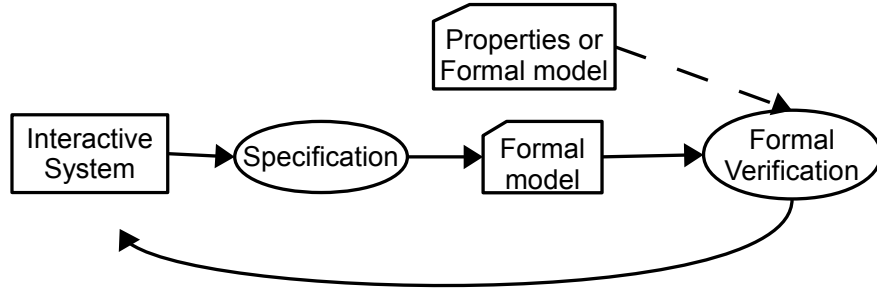 Properties or
Formal model
Interactive
System
Specification
Formal
model
Formal
Verification